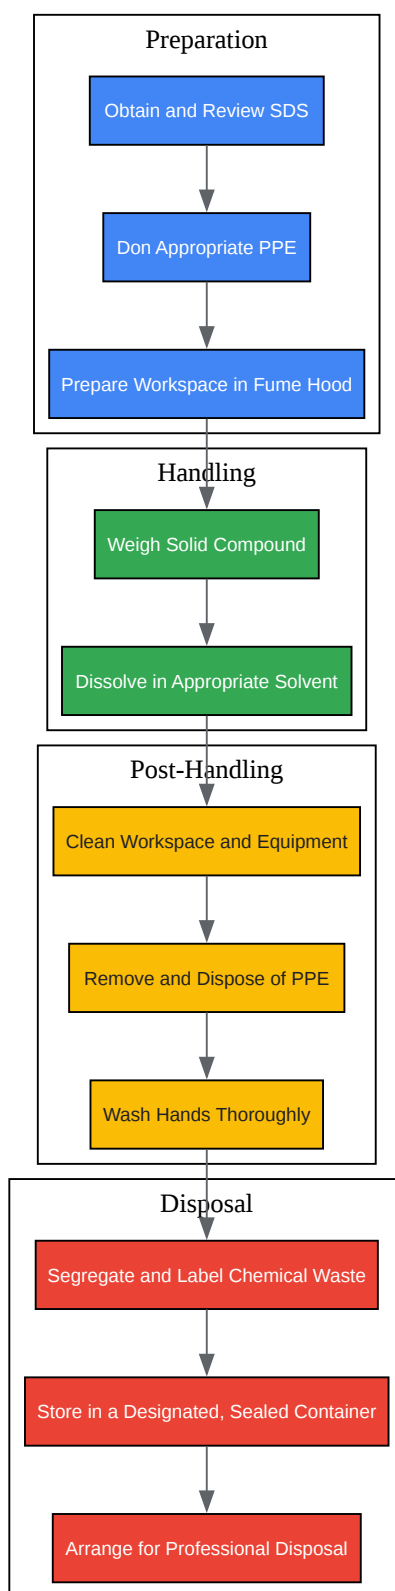 Preparation
Obtain and Review SDS
Don Appropriate PPE
Prepare Workspace in Fume Hood
Handling
Weigh Solid Compound
Dissolve in Appropriate Solvent
Post-Handling
Clean Workspace and Equipment
Remove and Dispose of PPE
Wash Hands Thoroughly
Disposal
Segregate and Label Chemical Waste
Store in a Designated, Sealed Container
Arrange for Professional Disposal